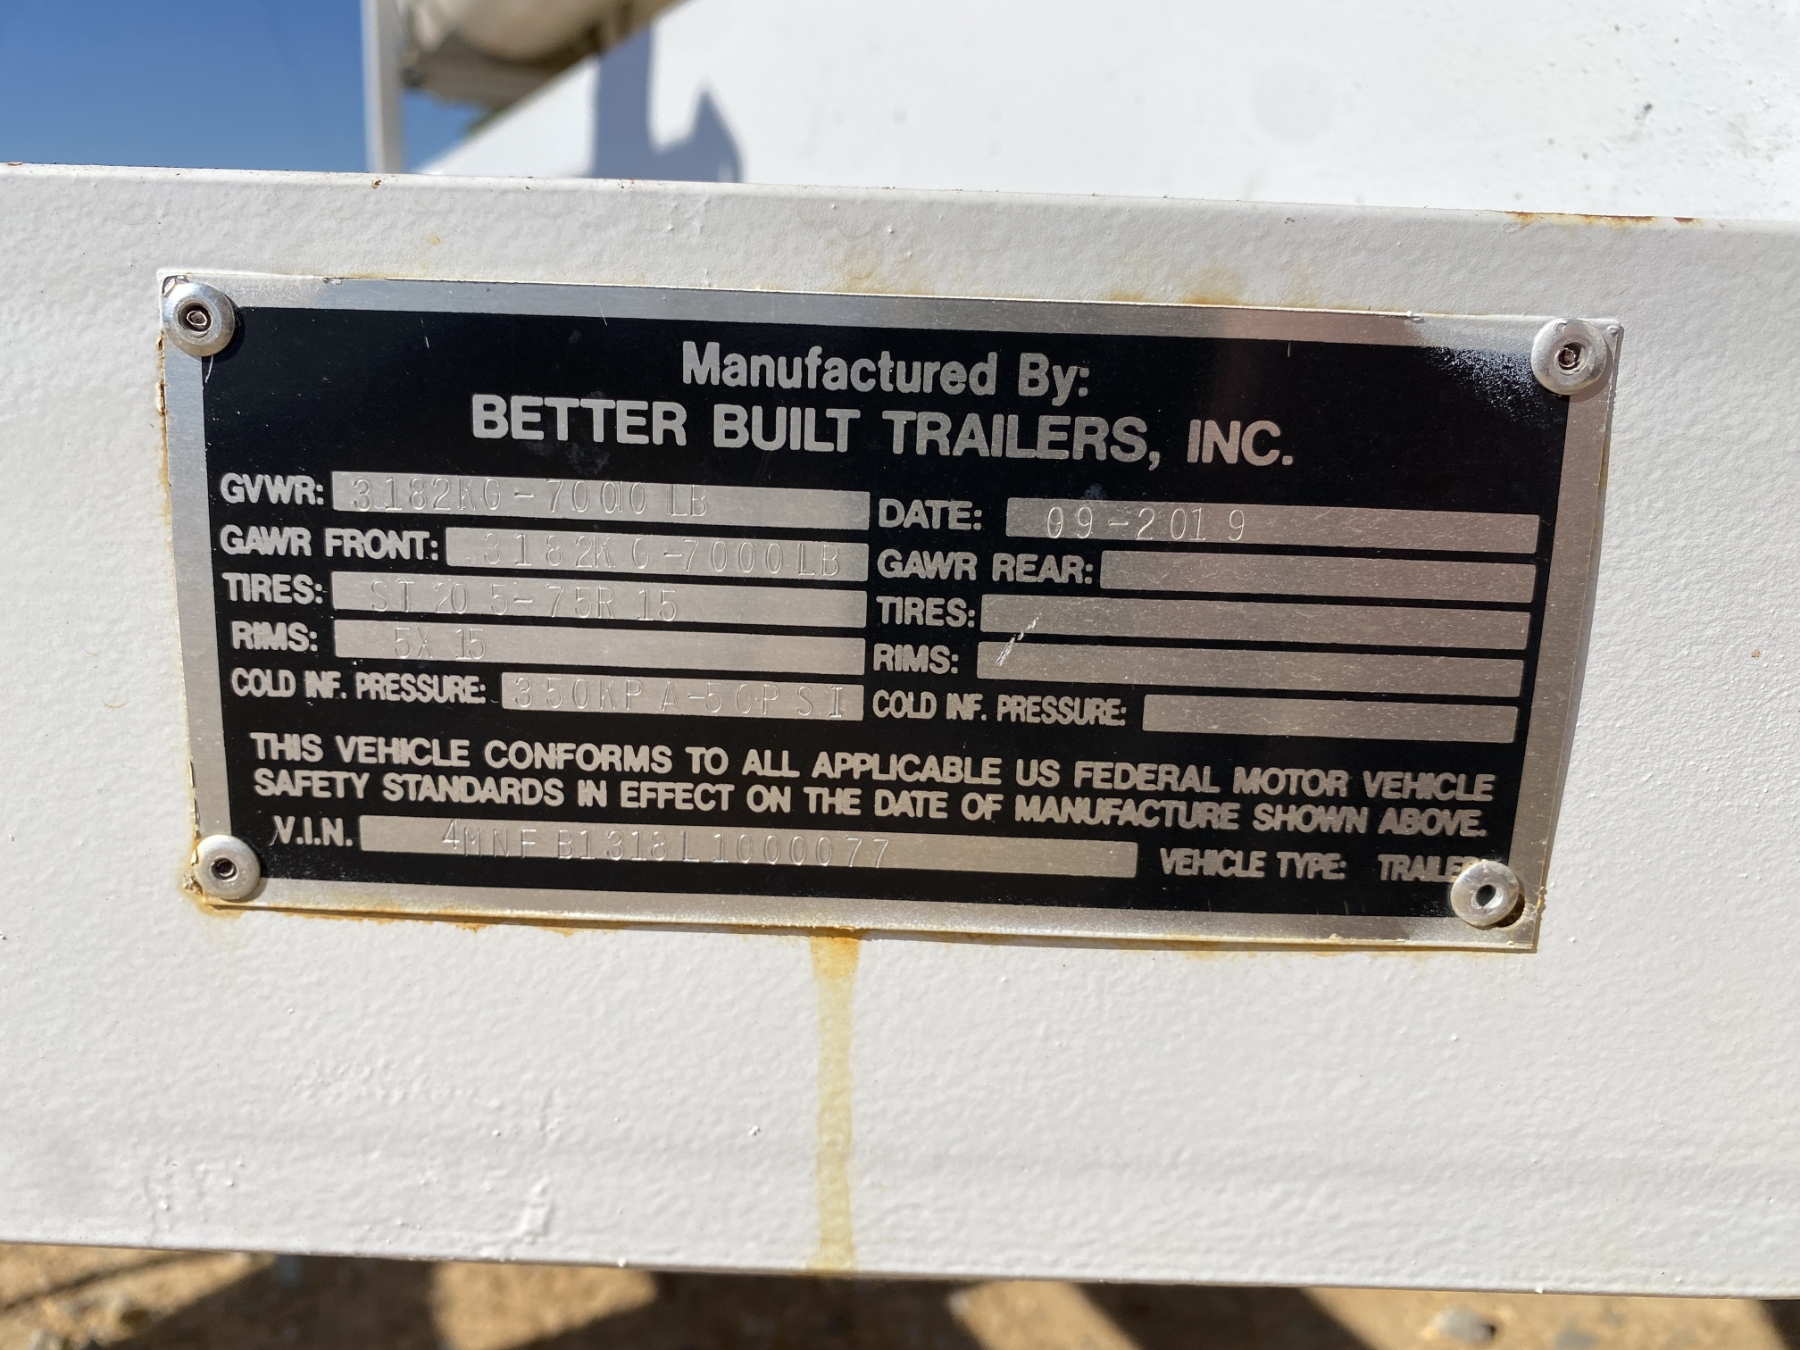 Manufactured By:
BETTER BUILT TRAILERS, INC.
GVWR: 3182KG-7000LB DATE: 09-2019
GAWR FRONT: 3182KG-7000LB GAWR REAR:
TIRES: ST205-75R15 TIRES:
RIMS: 5X15 RIMS:
COLD INF. PRESSURE: 350KPA-50PSI COLD INF. PRESSURE:
THIS VEHICLE CONFORMS TO ALL APPLICABLE US FEDERAL MOTOR VEHICLE
SAFETY STANDARDS IN EFFECT ON THE DATE OF MANUFACTURE SHOWN ABOVE.
V.I.N. 4MNFB1318L1000077 VEHICLE TYPE: TRAILER